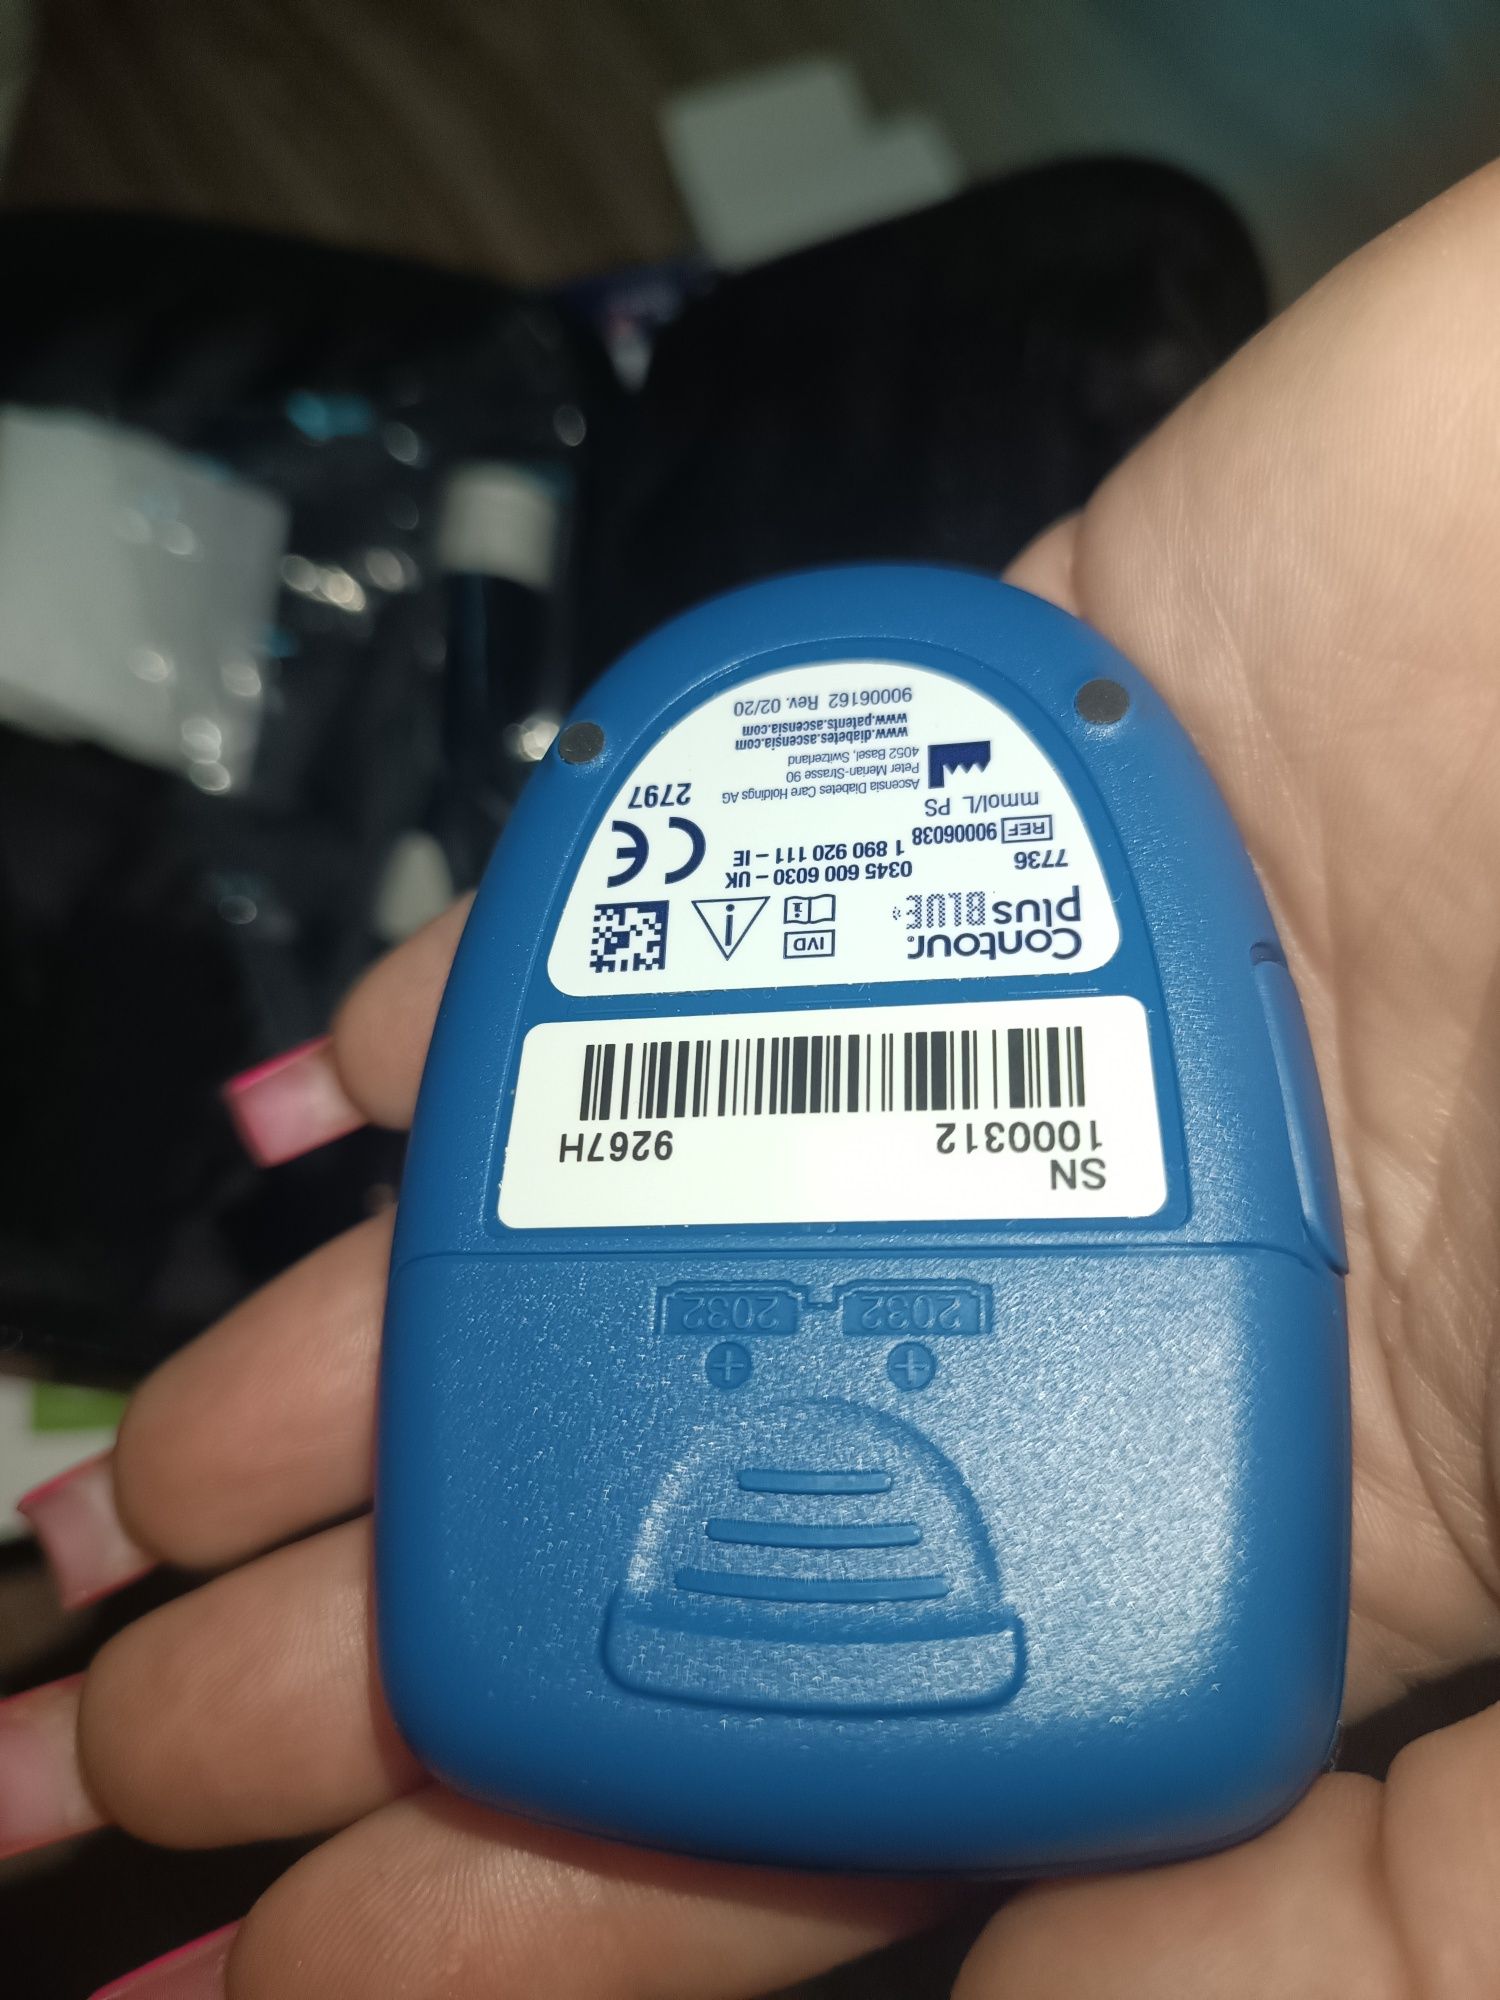 SN
1000312 9267H
Contour
plus BLUE
IVD
7736
REF 90006038
mmol/L PS
0345 600 6030 – UK
1 890 920 111 – IE
CE
2797
Ascensia Diabetes Care Holdings AG
Peter Merian-Strasse 90
4052 Basel, Switzerland
www.diabetes.ascensia.com
www.patents.ascensia.com
90006162 Rev. 02/20
2032 2032
+ +